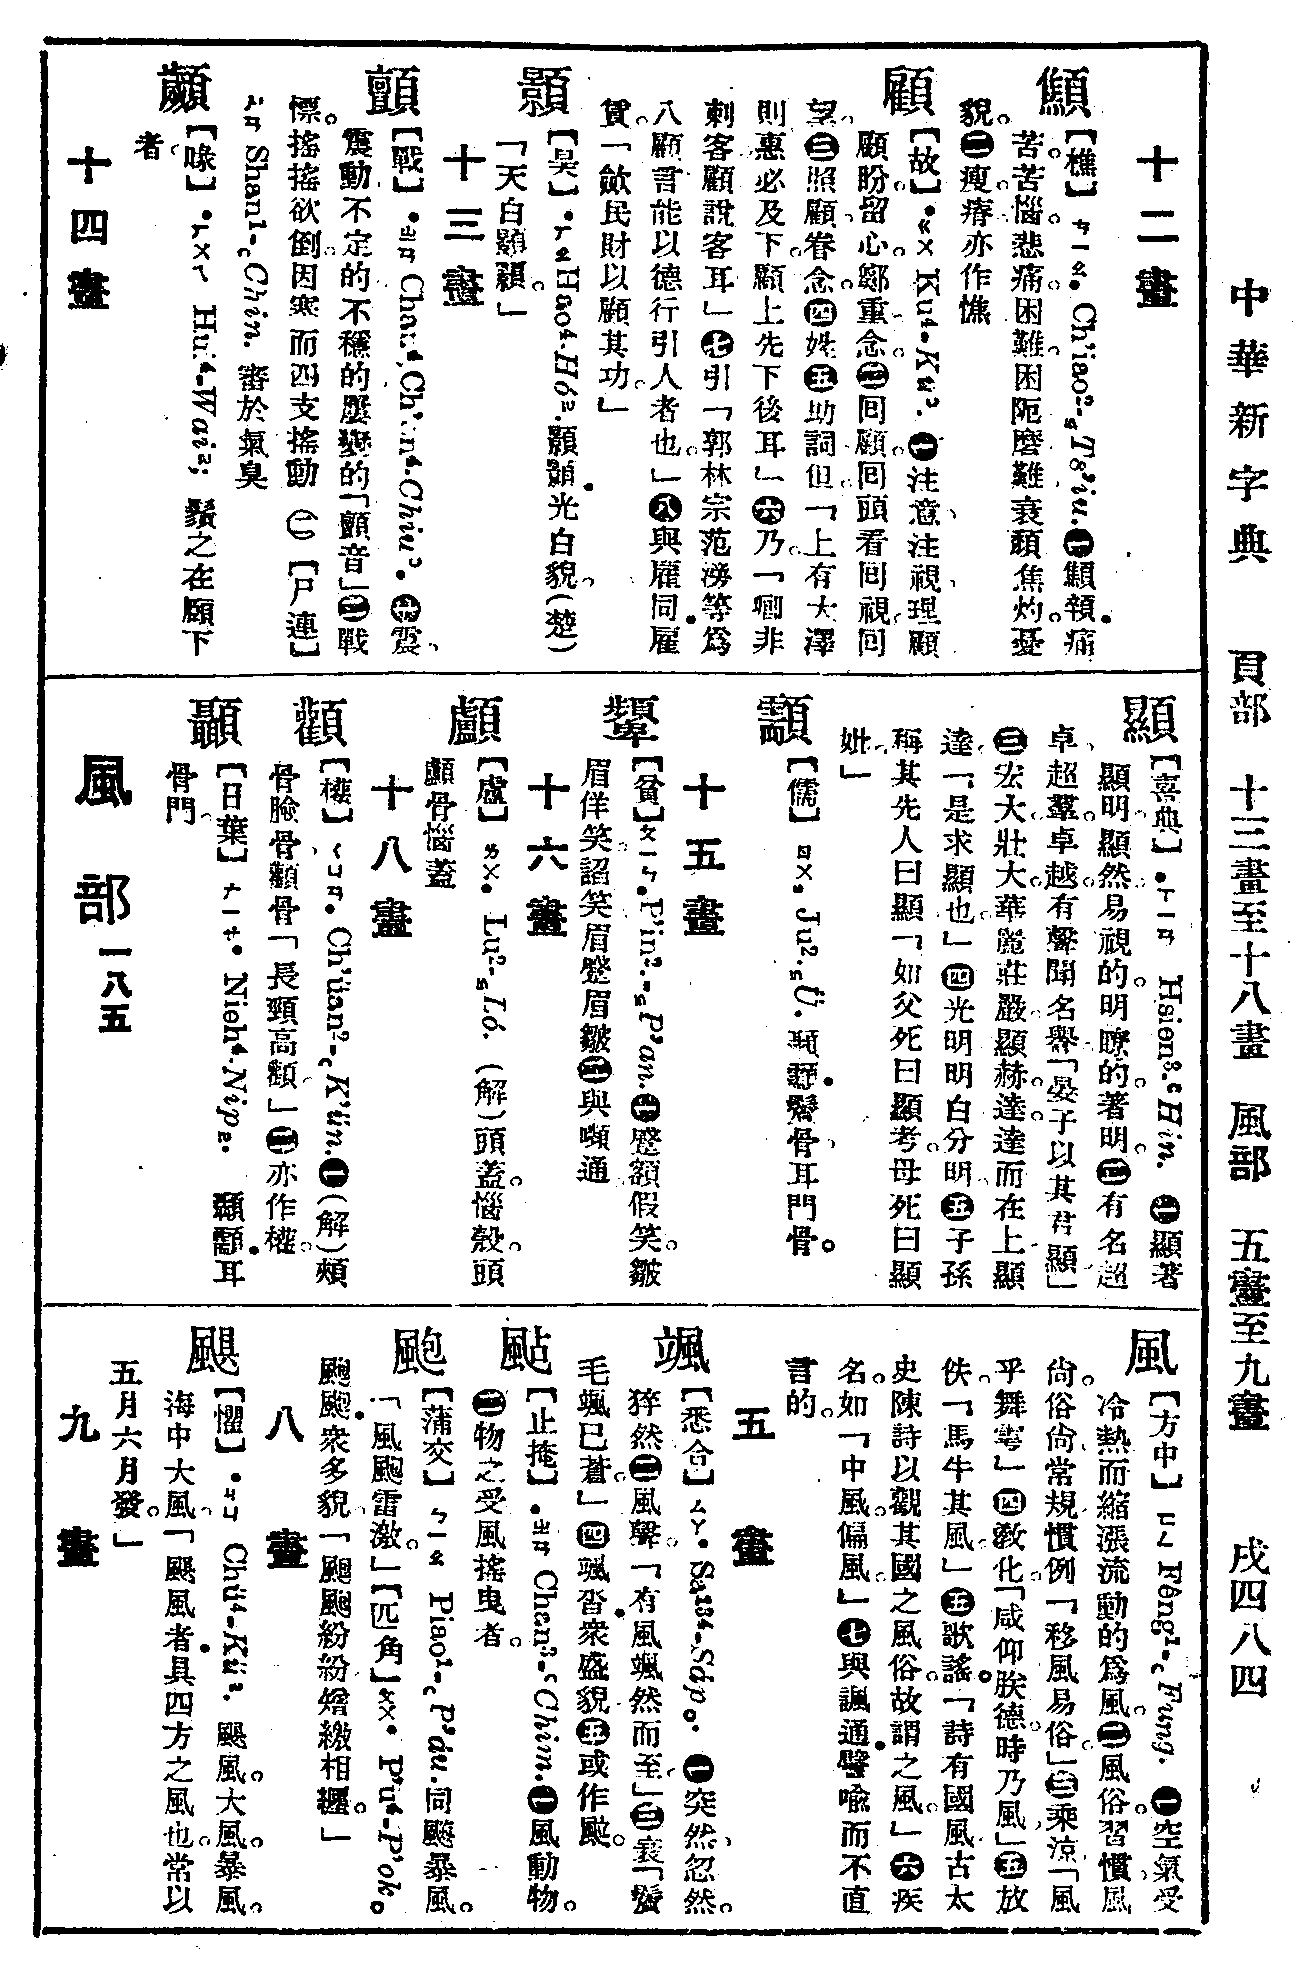 中華新字典　頁部　十二畫至十八畫　風部　五畫至九畫　戌四八四
十二畫
顦
【樵】ㄑㄧㄠ。Ch'iao²-Ts'iu.㊀顦顇痛
苦。苦惱。悲痛。困難。困阨磨難衰頹焦灼。憂
貌。㊁瘦瘠亦作憔
顧
【故】•ㄍㄨ Ku⁴-Kù³.㊀注意注視理顧
顧盼。留心。鄭重念。㊁回顧。回頭看回視。回
望。㊂照顧。眷念。㊃姓㊄助詞但「上有大澤
則惠必及下。顧上先下後耳」㊅乃。「卿非
刺客顧說客耳」㊆引「郭林宗范滂等爲
八顧。言能以德行引人者也。」㊇與雇同雇
賃。「斂民財以顧其功。」
顥
【昊】•ㄏㄠ Hao⁴-Hó².顥顥光白貌。(楚)
「天白顥顥。」
十三畫
顫
【戰】•ㄓㄢ Chan⁴,Ch'an⁴-Chiu³。㊀震
震動不定的不穩的壓變的「顫音」㊁戰
慄。搖搖欲倒。因寒而四支搖動 ㈡【尸連】
ㄕㄢ Shan¹-Chin. 審於氣臭
顪
【喙】•ㄏㄨㄟ Hui⁴-Wai²; 鬚之在頤下
者。
十四畫
顯
【喜典】•ㄒㄧㄢ Hsien³-Hin. ㊀顯著
顯明。顯然。易視的。明瞭的。著明。㊁有名超
卓。超羣。卓越。有聲聞名譽。「晏子以其君顯」
㊂宏大。壯大。華麗。莊嚴。顯赫。達達而在上顯
達。「是求顯也」㊃光明明白分明。㊄子孫
稱其先人曰顯「如父死曰顯考。母死曰顯
妣」
顬
【儒】ㄖㄨ。Ju²-Ü. 顳顬鬢骨。耳門骨。
十五畫
顰
【貧】ㄆㄧㄣ。P'in²-P'an.㊀蹙額假笑。皺
眉佯笑。諂笑眉蹙眉皺㊁與嚬通
十六畫
顱
【盧】ㄌㄨ。Lu²-Ló. (解)頭蓋。惱殼。頭
顱骨惱蓋
十八畫
顴
【權】ㄑㄩㄢ。Ch'üan²-K'ün.㊀(解)頰
骨臉骨顴骨「長頸高顴。」㊁亦作權。
顳
【日葉】ㄋㄧㄝ。Nieh⁴-Nip². 顳顬耳
骨門。
風部一八五
風
【方中】ㄈㄥ Fêng¹-Fung. ㊀空氣受
冷熱而縮漲流動的爲風。㊁風俗。習慣。風
尙。俗尙常規慣例「移風易俗。」㊂乘涼「風
乎舞雩」㊃敎化。「咸仰朕德。時乃風」㊄放
佚。「馬牛其風」㊄歌謠。「詩有國風。古太
史陳詩以觀其國之風俗。故謂之風。」㊅疾
名。如「中風。偏風。」㊆與諷通。譬喩而不直
言的。
五畫
颯
【悉合】ㄙㄚ。Sa¹³⁴-Sáp。㊀突然忽然
猝然。㊁風聲。「有風颯然而至。」㊂衰「鬢
毛颯已蒼。」㊃颯沓衆盛貌㊄或作䬃。
颭
【止掩】•ㄓㄢ Chan³-Chim.㊀風動物。
㊁物之受風搖曳者。
颮
【蒲交】ㄅㄧㄠ Piao¹-P'áu.同飈暴風。
「風颮雷激。」【匹角】ㄆㄨ。P'u⁴-P'ok。
颮颮衆多貌。「颮颮紛紛矰繳相纏。」
八畫
颶
【懼】•ㄐㄩ Chü⁴-Kü³. 颶風。大風。暴風。
海中大風。「颶風者具四方之風也。常以
五月六月發。」
九畫